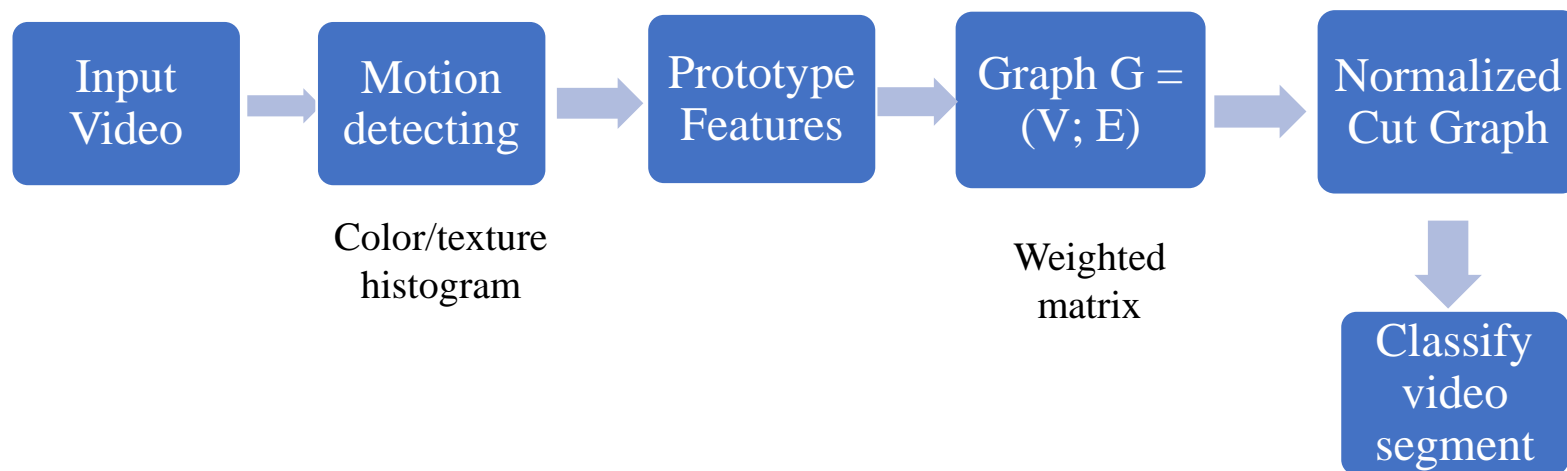 Input
Video
Motion
detecting
Prototype
Features
Graph G =
(V; E)
Normalized
Cut Graph
Color/texture
histogram
Weighted
matrix
Classify
video
segment